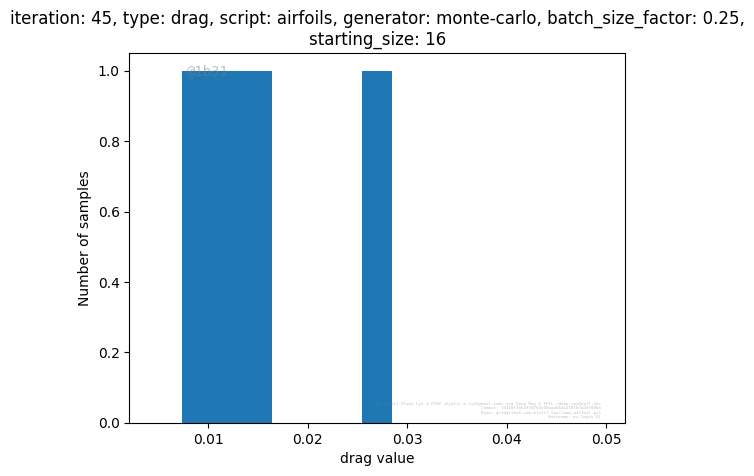 iteration: 45, type: drag, script: airfoils, generator: monte-carlo, batch_size_factor: 0.25,
starting_size: 16
@1b31
1.0
0.8
0.6
0.4
0.2
0.0
Number of samples
0.01
0.02
0.03
0.04
0.05
drag value